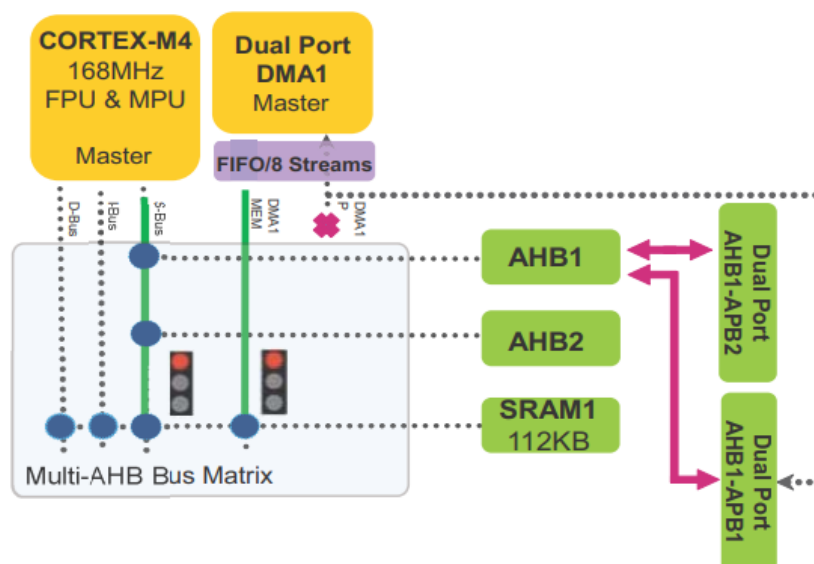 CORTEX-M4
168MHz
FPU & MPU
Master
Dual Port
DMA1
Master
FIFO/8 Streams
D-Bus
I-Bus
S-Bus
DMA1
MEM
DMA1
P
AHB1
AHB2
SRAM1
112KB
Dual Port
AHB1-APB2
Dual Port
AHB1-APB1
Multi-AHB Bus Matrix